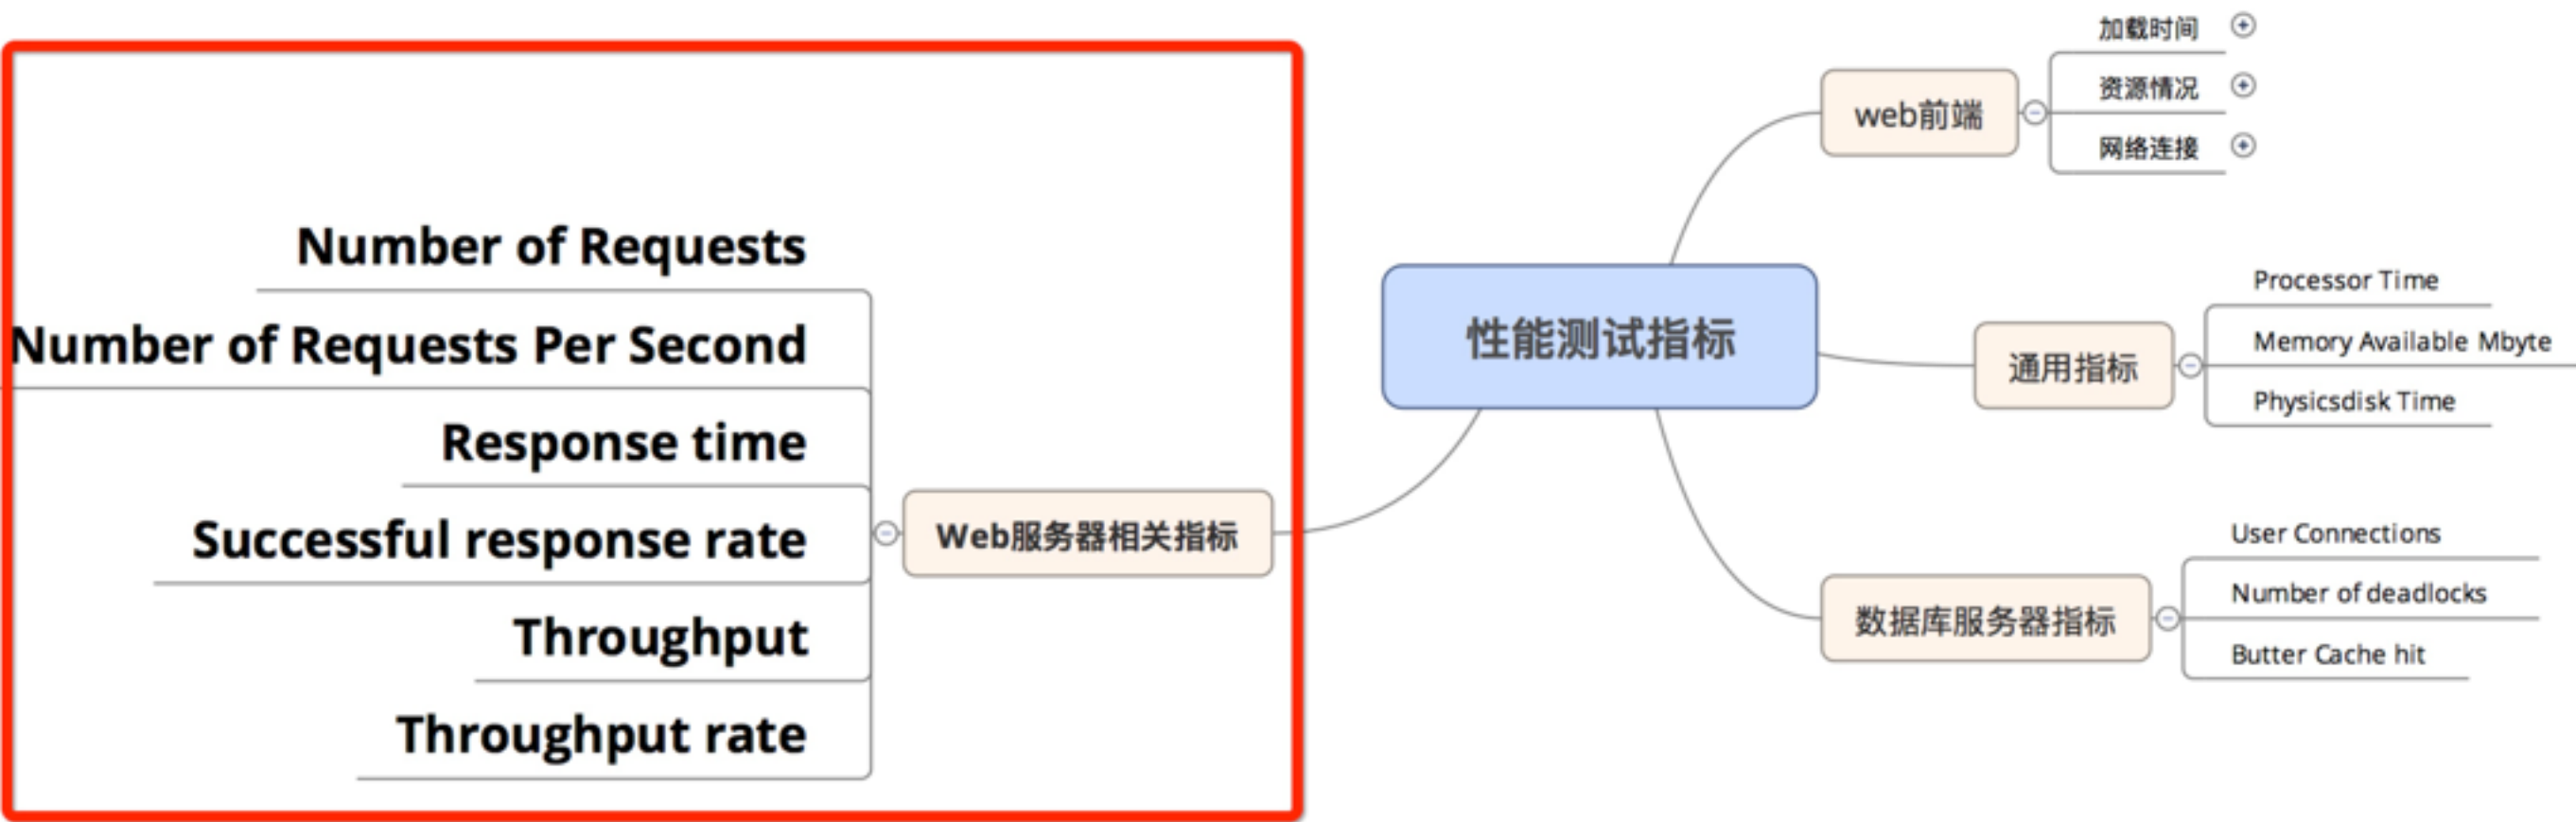 Number of Requests
Number of Requests Per Second
Response time
Successful response rate
Throughput
Throughput rate
Web服务器相关指标
性能测试指标
web前端
加载时间
资源情况
网络连接
通用指标
Processor Time
Memory Available Mbyte
Physicsdisk Time
数据库服务器指标
User Connections
Number of deadlocks
Butter Cache hit